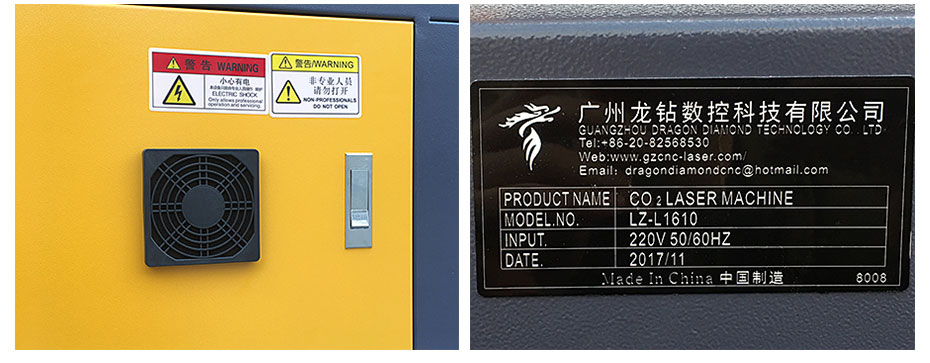 警告 WARNING
小心有电
ELECTRIC SHOCK
Only allows professional
operation and servicing.
警告/WARNING
非专业人员
请勿打开
NON-PROFESSIONALS
DO NOT OPEN
广州龙钻数控科技有限公司
GUANGZHOU DRAGON DIAMOND TECHNOLOGY CO. LTD
Tel:+86-20-82568530
Web:www.gzcnc-laser.com/
Email: dragondiamondcnc@hotmail.com
PRODUCT NAME CO₂ LASER MACHINE
MODEL.NO. LZ-L1610
INPUT. 220V 50/60HZ
DATE. 2017/11
Made In China 中国制造 8008